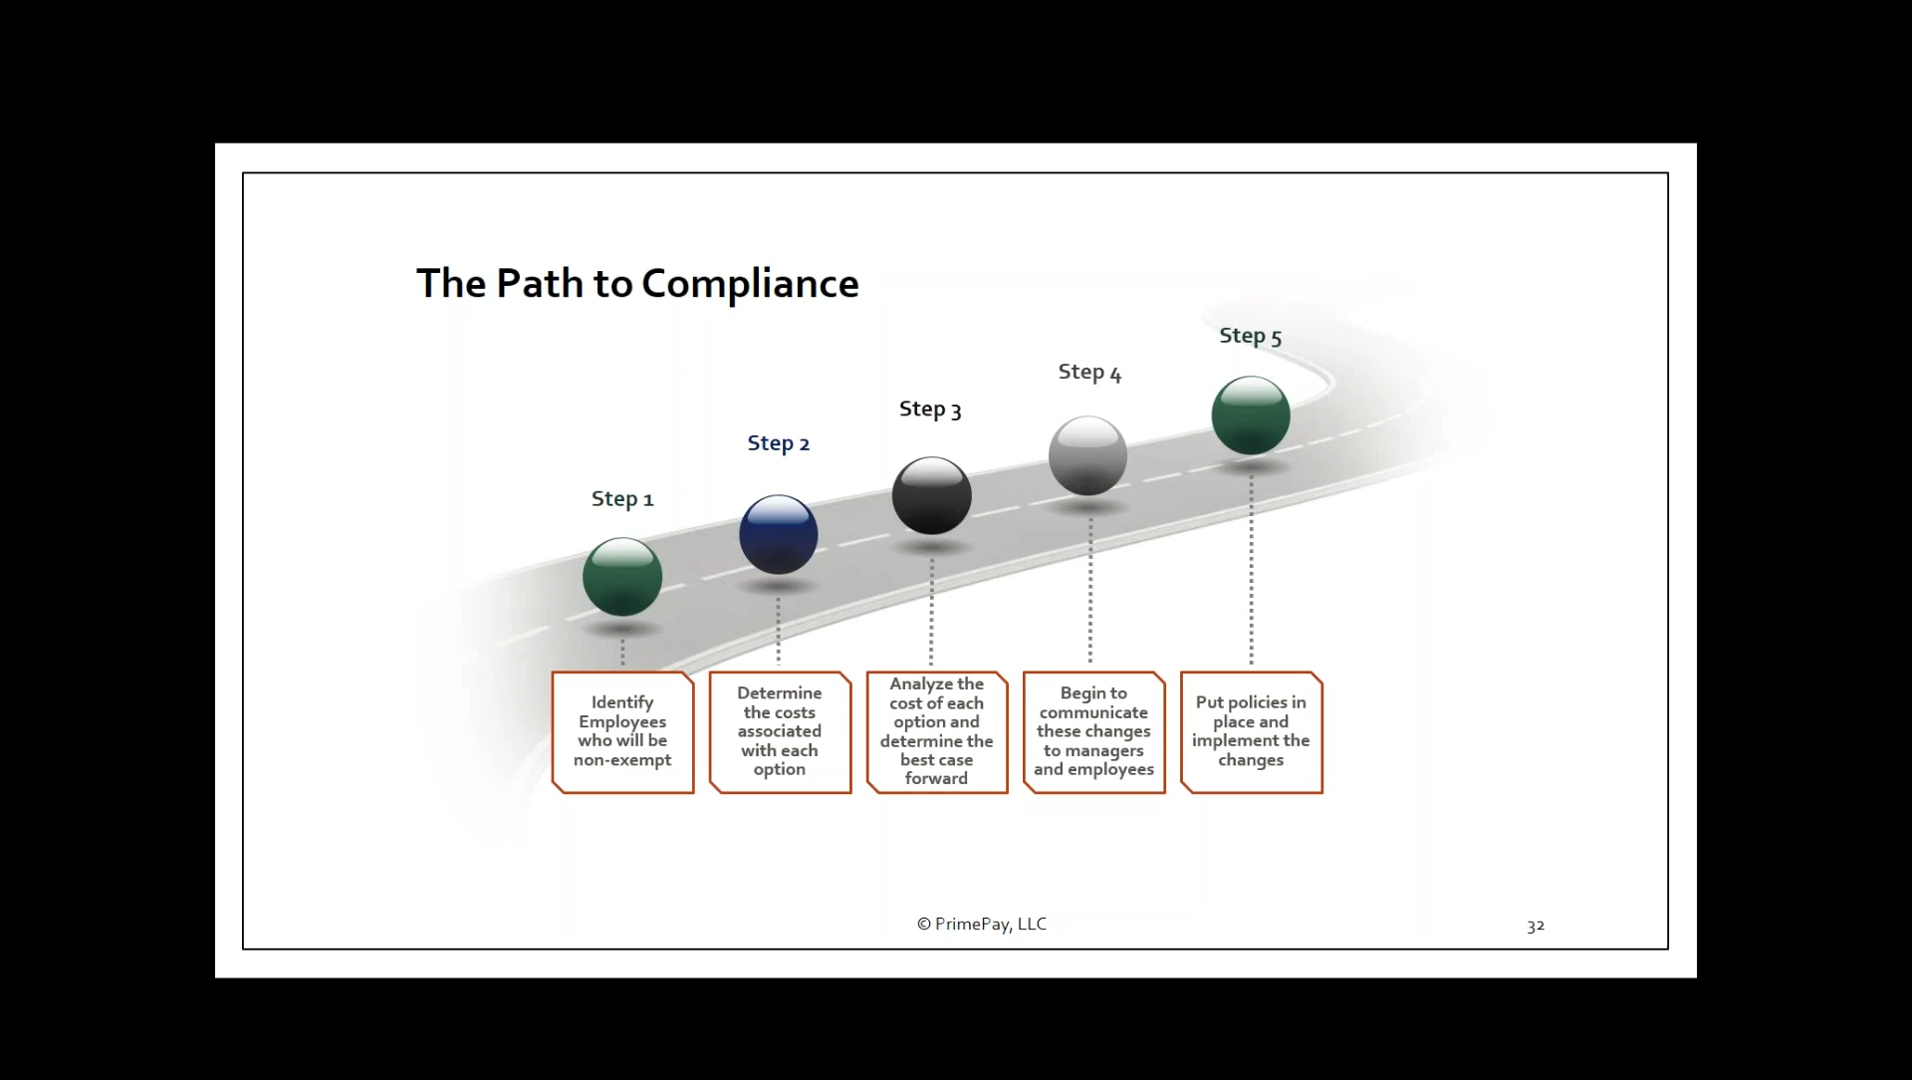 The Path to Compliance
Step 1
Step 2
Step 3
Step 4
Step 5
Identify
Employees
who will be
non-exempt
Determine
the costs
associated
with each
option
Analyze the
cost of each
option and
determine the
best case
forward
Begin to
communicate
these changes
to managers
and employees
Put policies in
place and
implement the
changes
© PrimePay, LLC
32